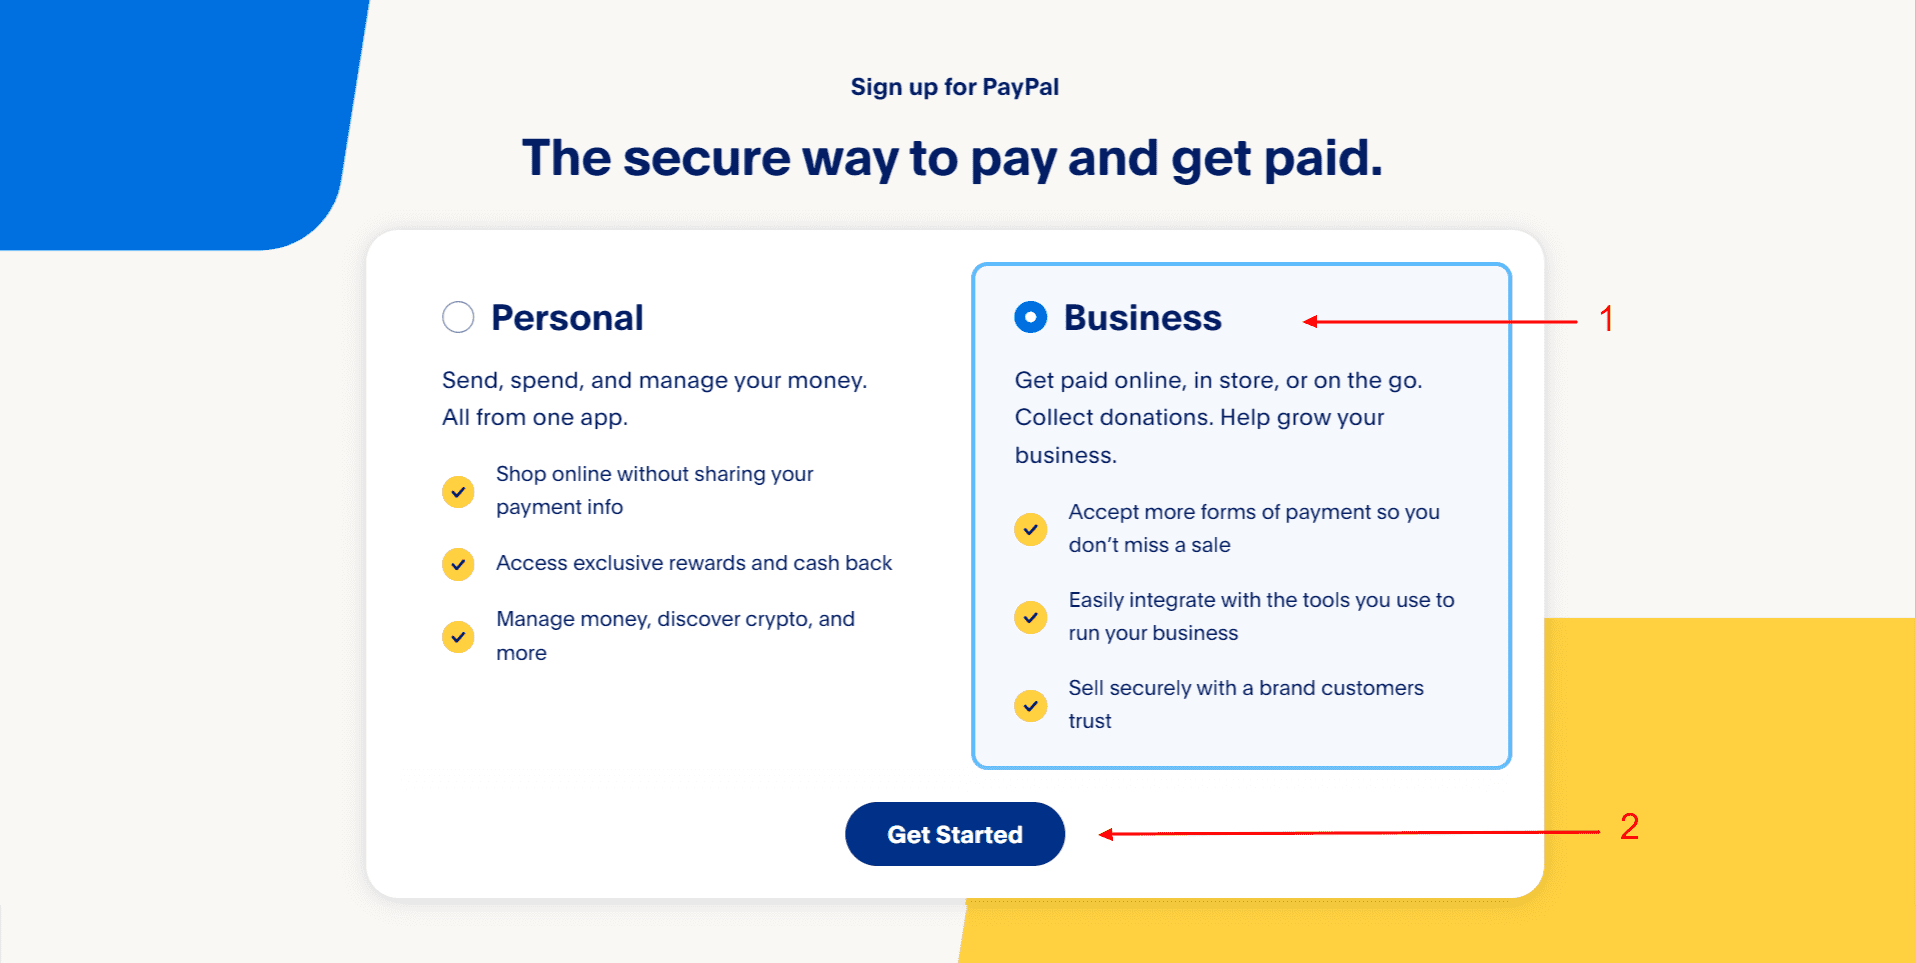 Sign up for PayPal
The secure way to pay and get paid.
Personal
Send, spend, and manage your money.
All from one app.
Shop online without sharing your
payment info
Access exclusive rewards and cash back
Manage money, discover crypto, and
more
Business
1
Get paid online, in store, or on the go.
Collect donations. Help grow your
business.
Accept more forms of payment so you
don’t miss a sale
Easily integrate with the tools you use to
run your business
Sell securely with a brand customers
trust
Get Started
2